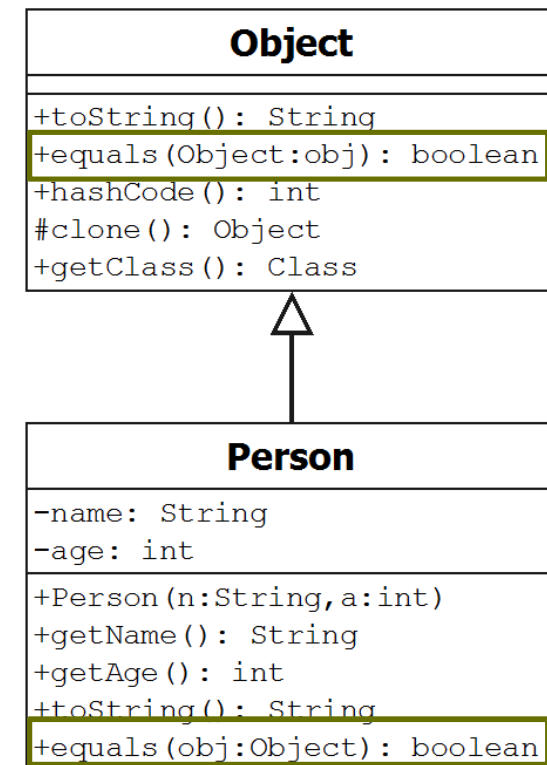 Object
+toString(): String
+equals(Object:obj): boolean
+hashCode(): int
#clone(): Object
+getClass(): Class
Person
-name: String
-age: int
+Person(n:String,a:int)
+getName(): String
+getAge(): int
+toString(): String
+equals(obj:Object): boolean